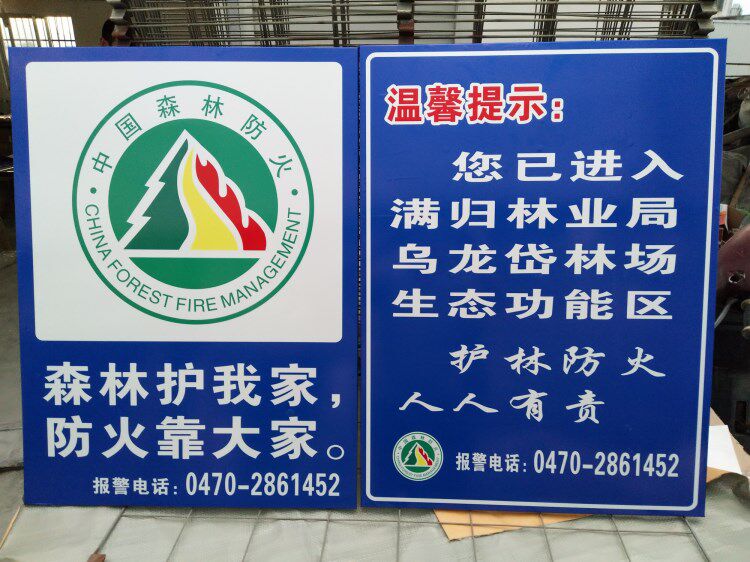 中国森林防火
CHINA FOREST FIRE MANAGEMENT
森林护我家，
防火靠大家。
报警电话：0470-2861452
温馨提示：
您已进入
满归林业局
乌龙岱林场
生态功能区
护林防火
人人有责
报警电话：0470-2861452